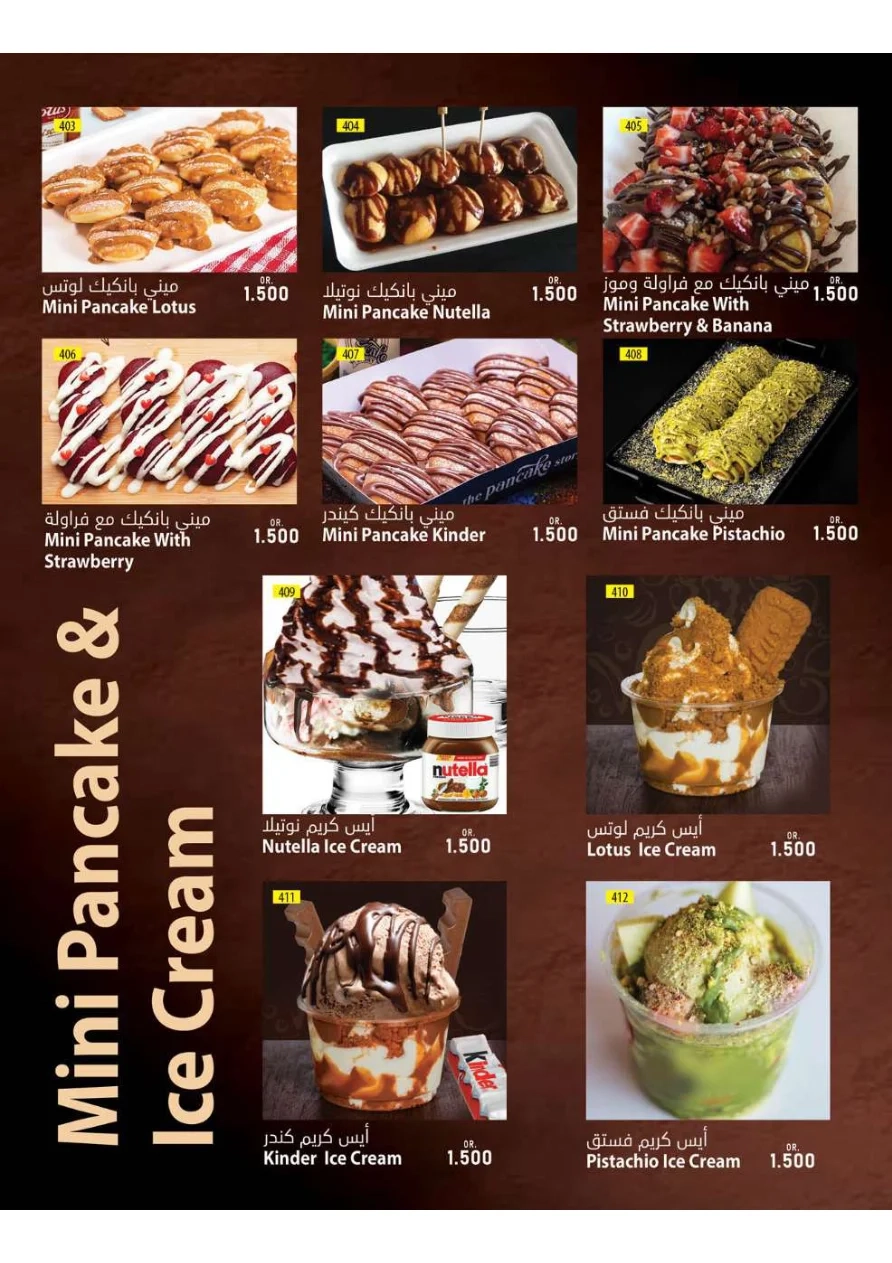 403
404
405
ميني بانكيك لوتس
Mini Pancake Lotus
OR.
1.500
ميني بانكيك نوتيلا
Mini Pancake Nutella
OR.
1.500
ميني بانكيك مع فراولة وموز
Mini Pancake With
Strawberry & Banana
OR.
1.500
406
407
408
the pancake stor
ميني بانكيك مع فراولة
Mini Pancake With
Strawberry
OR.
1.500
ميني بانكيك كيندر
Mini Pancake Kinder
OR.
1.500
ميني بانكيك فستق
Mini Pancake Pistachio
OR.
1.500
Mini Pancake &
Ice Cream
409
nutella
410
أيس كريم نوتيلا
Nutella Ice Cream
OR.
1.500
أيس كريم لوتس
Lotus Ice Cream
OR.
1.500
411
Kinder
412
أيس كريم كندر
Kinder Ice Cream
OR.
1.500
أيس كريم فستق
Pistachio Ice Cream
OR.
1.500